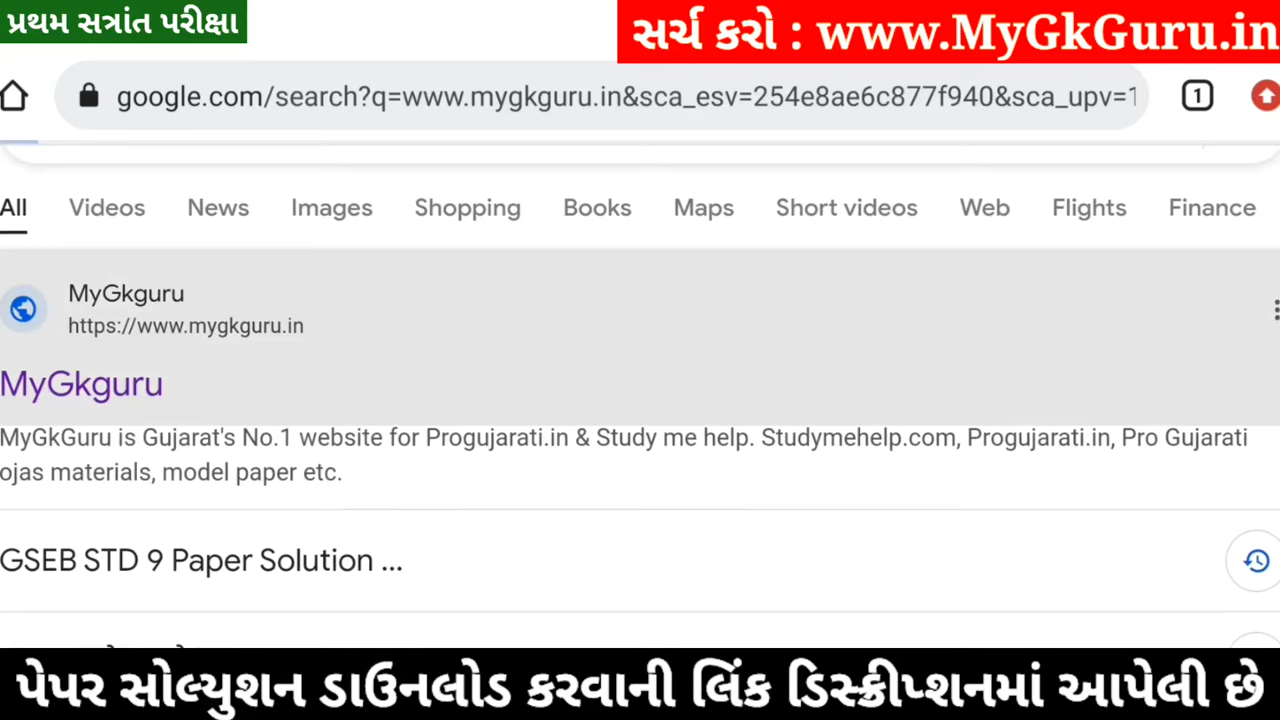 પ્રથમ સત્રાંત પરીક્ષા
સર્ચ કરો : www.MyGkGuru.in
google.com/search?q=www.mygkguru.in&sca_esv=254e8ae6c877f940&sca_upv=1
1
All Videos News Images Shopping Books Maps Short videos Web Flights Finance
MyGkguru
https://www.mygkguru.in
MyGkguru
MyGkGuru is Gujarat's No.1 website for Progujarati.in & Study me help. Studymehelp.com, Progujarati.in, Pro Gujarati
ojas materials, model paper etc.
GSEB STD 9 Paper Solution ...
પેપર સોલ્યુશન ડાઉનલોડ કરવાની લિંક ડિસ્ક્રીપ્શનમાં આપેલી છે